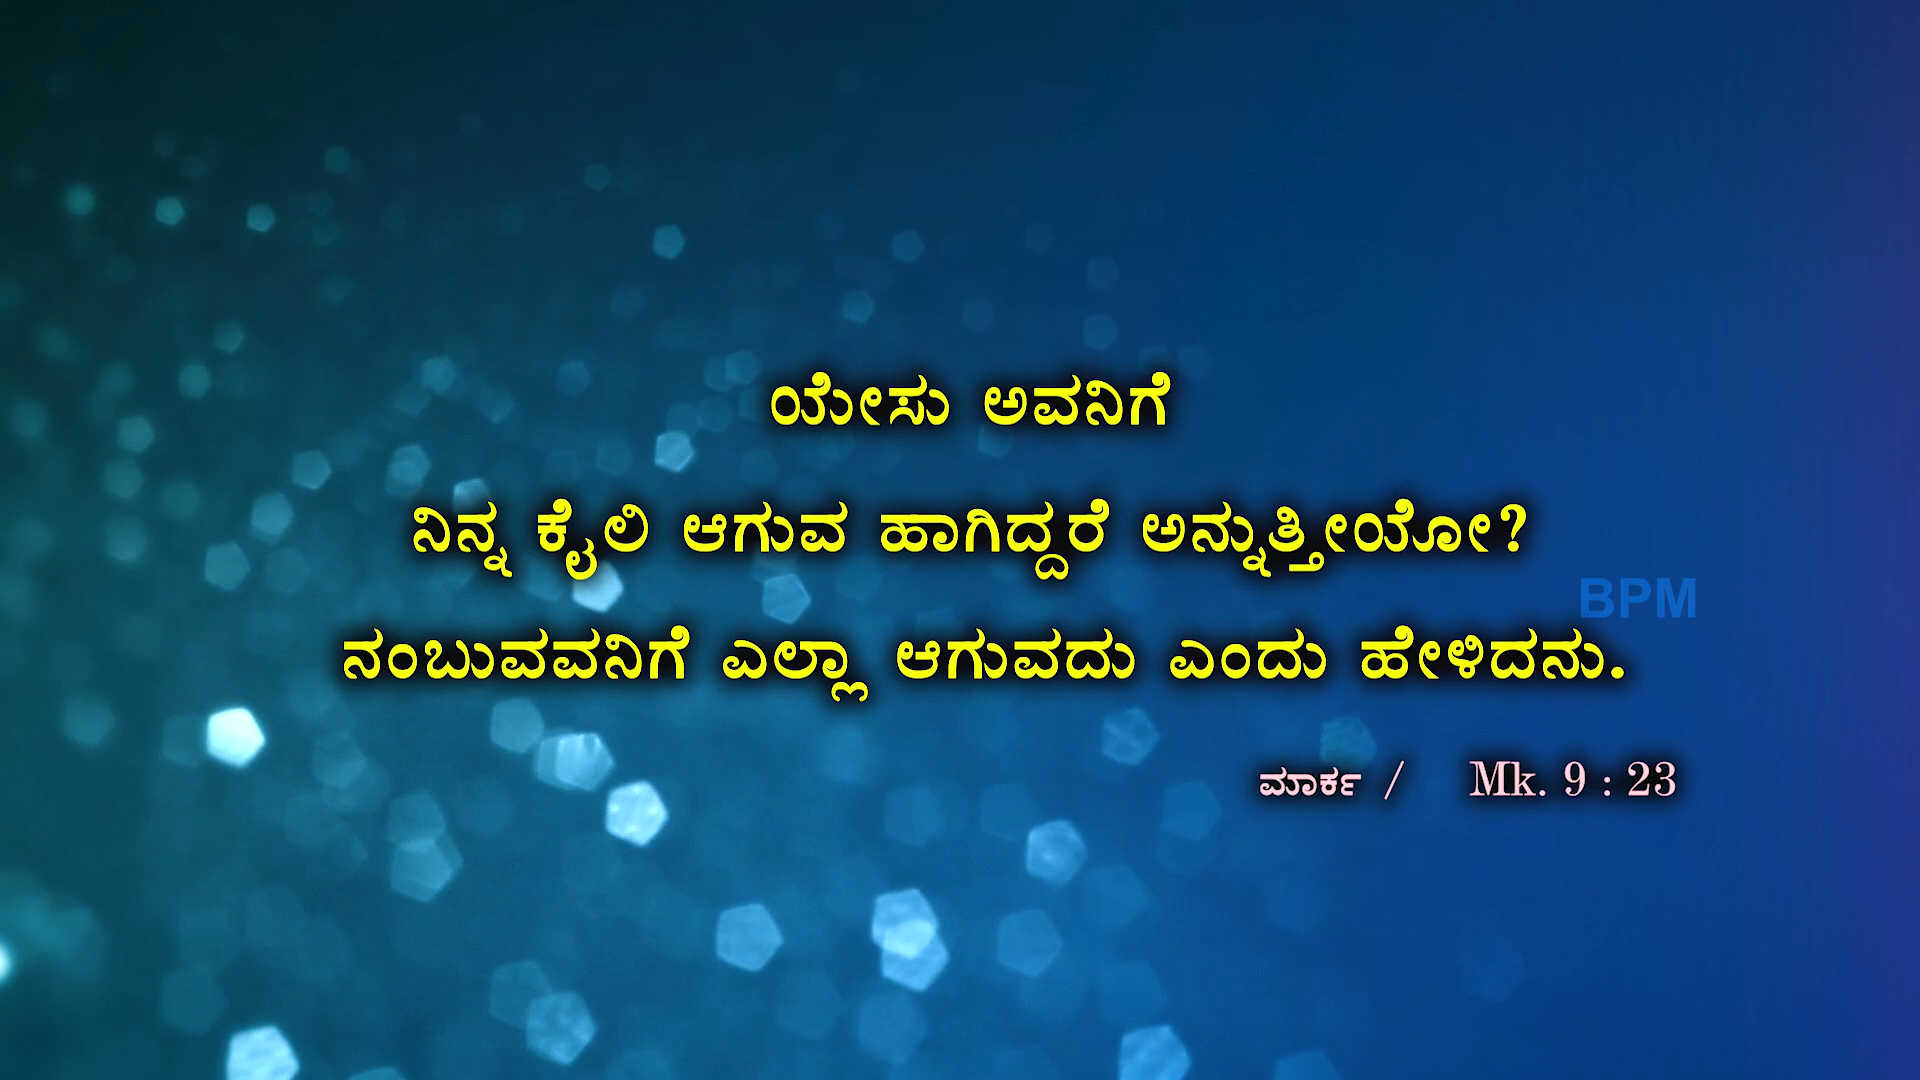 ಯೇಸು ಅವನಿಗೆ
ನಿನ್ನ ಕೈಲಿ ಆಗುವ ಹಾಗಿದ್ದರೆ ಅನ್ನುತ್ತೀಯೋ?
BPM
ನಂಬುವವನಿಗೆ ಎಲ್ಲಾ ಆಗುವದು ಎಂದು ಹೇಳಿದನು.
ಮಾರ್ಕ / Mk. 9 : 23